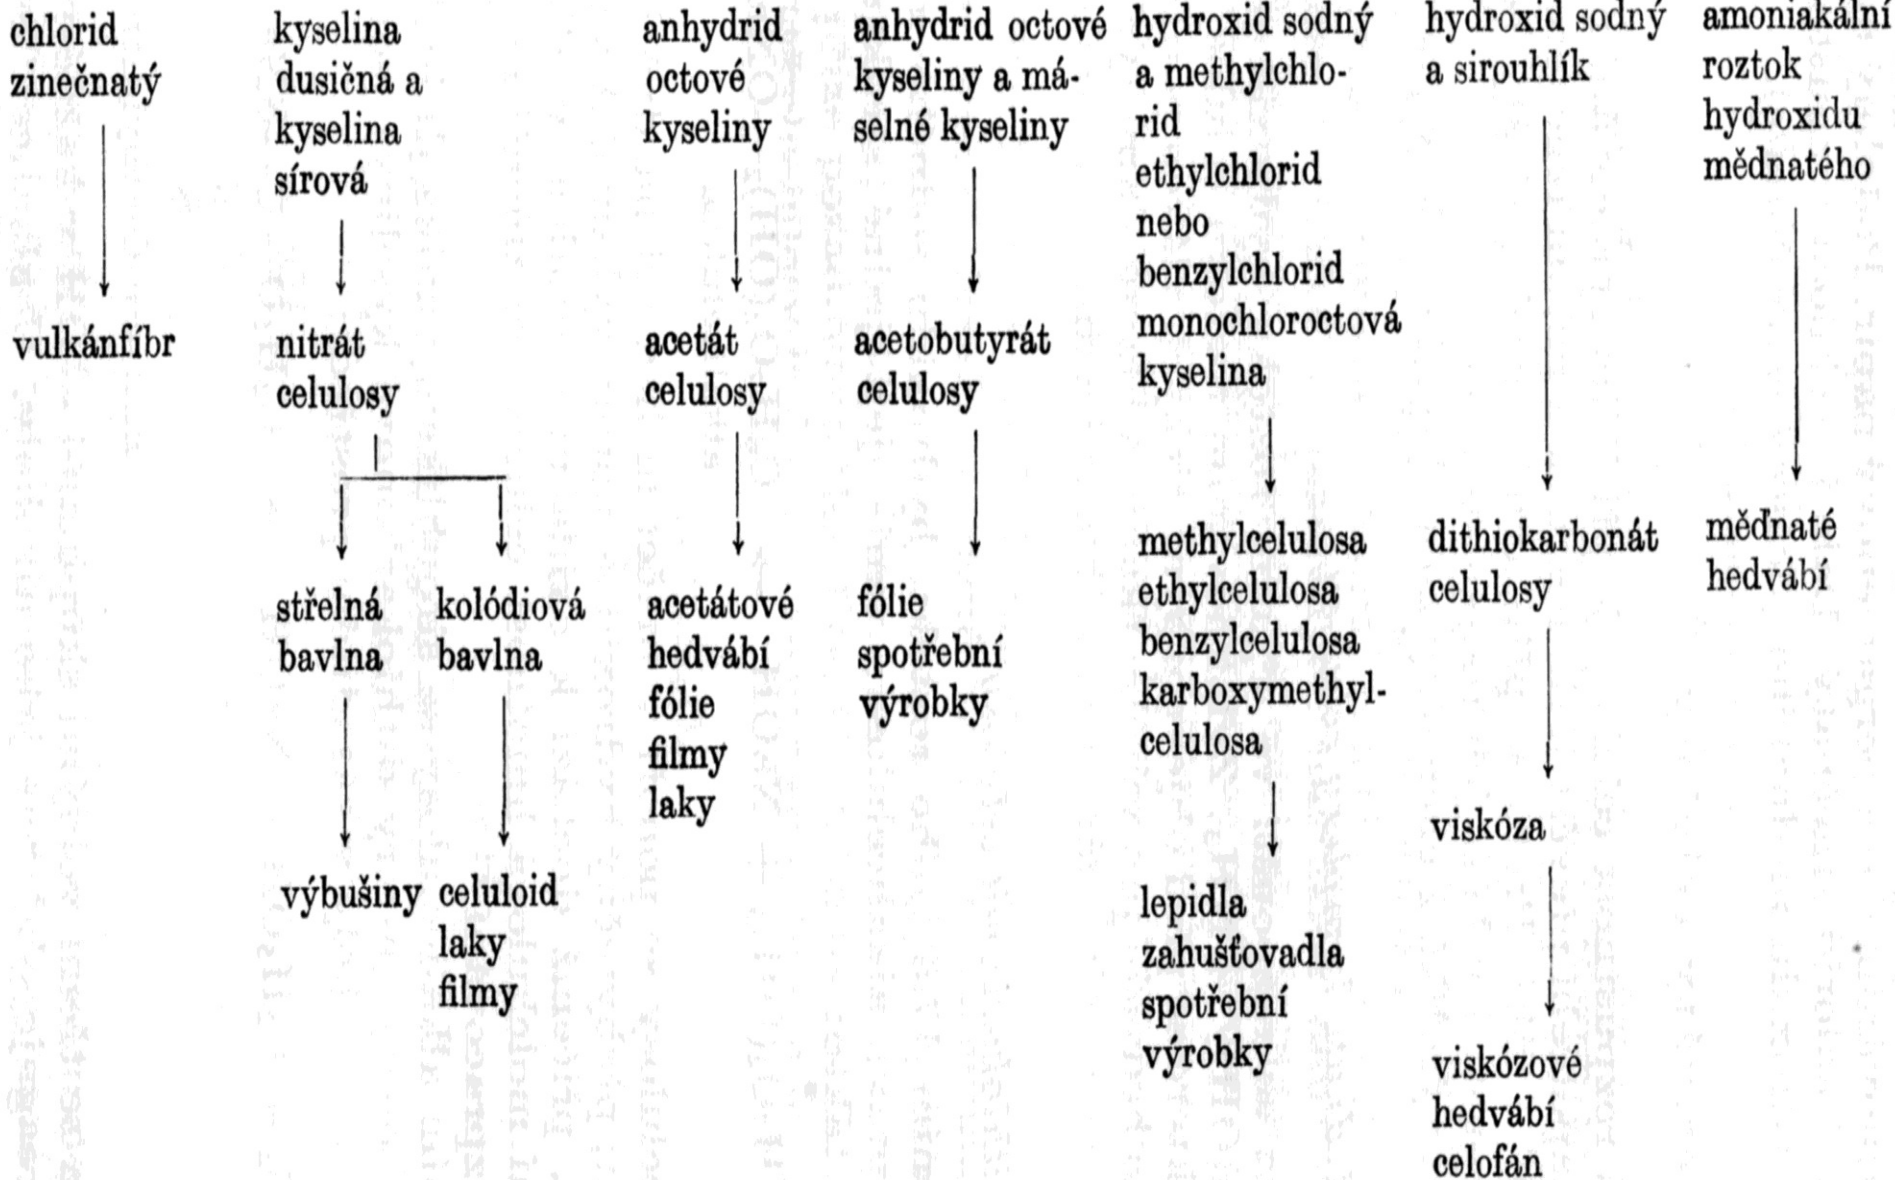 chlorid
zinečnatý
vulkánfíbr
kyselina
dusičná a
kyselina
sírová
nitrát
celulosy
střelná
bavlna
výbušiny
kolódiová
bavlna
celuloid
laky
filmy
anhydrid
octové
kyseliny
acetát
celulosy
acetátové
hedvábí
fólie
filmy
laky
anhydrid octové
kyseliny a má-
selné kyseliny
acetobutyrát
celulosy
fólie
spotřební
výrobky
hydroxid sodný
a methylchlo-
rid
ethylchlorid
nebo
benzylchlorid
monochloroctová
kyselina
methylcelulosa
ethylcelulosa
benzylcelulosa
karboxymethyl-
celulosa
lepidla
zahušťovadla
spotřební
výrobky
hydroxid sodný
a sirouhlík
dithiokarbonát
celulosy
viskóza
viskózové
hedvábí
celofán
amoniakální
roztok
hydroxidu
mědnatého
měďnaté
hedvábí